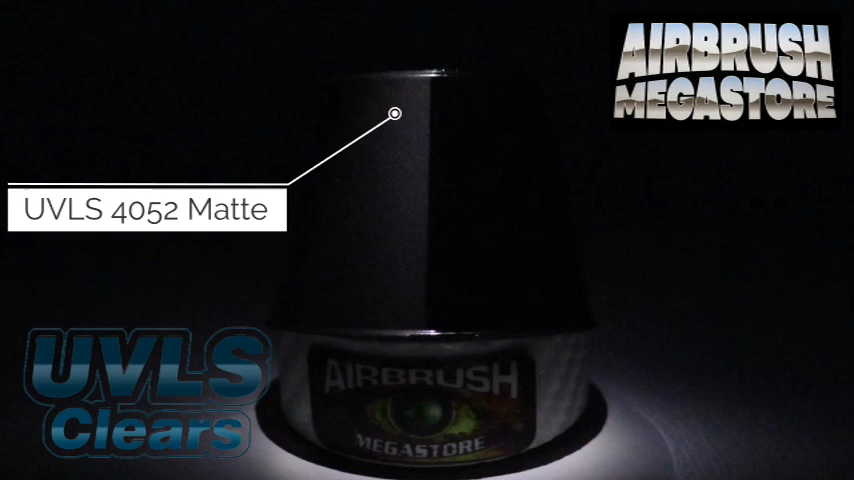 AIRBRUSH
MEGASTORE
UVLS 4052 Matte
UVLS
Clears
AIRBRUSH
MEGASTORE